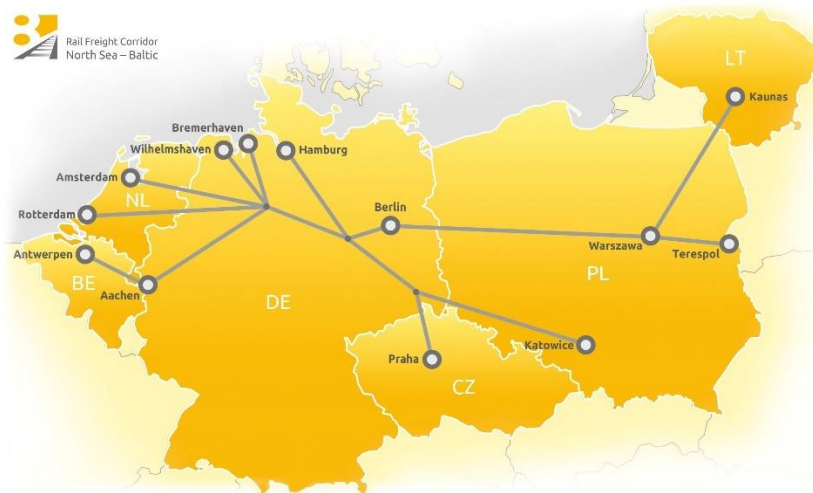 Rail Freight Corridor
North Sea – Baltic
LT
Kaunas
Bremerhaven
Wilhelmshaven
Hamburg
Amsterdam
NL
Rotterdam
Berlin
Antwerpen
Warszawa
Terespol
BE
Aachen
DE
PL
Katowice
Praha
CZ